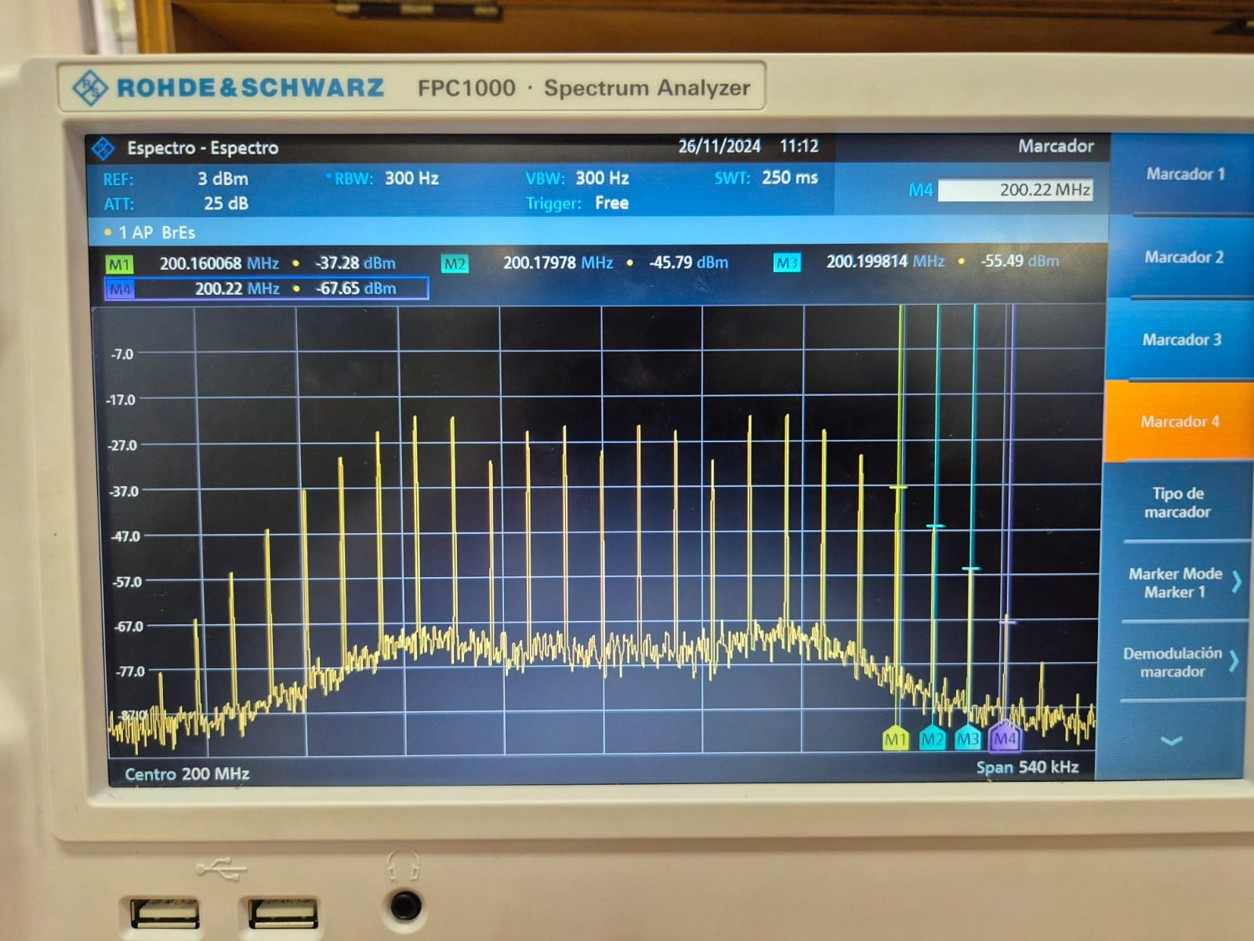 ROHDE&SCHWARZ FPC1000 · Spectrum Analyzer
Espectro - Espectro 26/11/2024 11:12 Marcador
REF: 3 dBm RBW: 300 Hz VBW: 300 Hz SWT: 250 ms
M4 200.22 MHz
ATT: 25 dB Trigger: Free
1 AP BrEs
M1 200.160068 MHz • -37.28 dBm M2 200.17978 MHz • -45.79 dBm M3 200.199814 MHz • -55.49 dBm
M4 200.22 MHz • -67.65 dBm
-7.0
-17.0
-27.0
-37.0
-47.0
-57.0
-67.0
-77.0
-87.0
M1 M2 M3 M4
Centro 200 MHz Span 540 kHz
Marcador 1
Marcador 2
Marcador 3
Marcador 4
Tipo de
marcador
Marker Mode
Marker 1
Demodulación
marcador